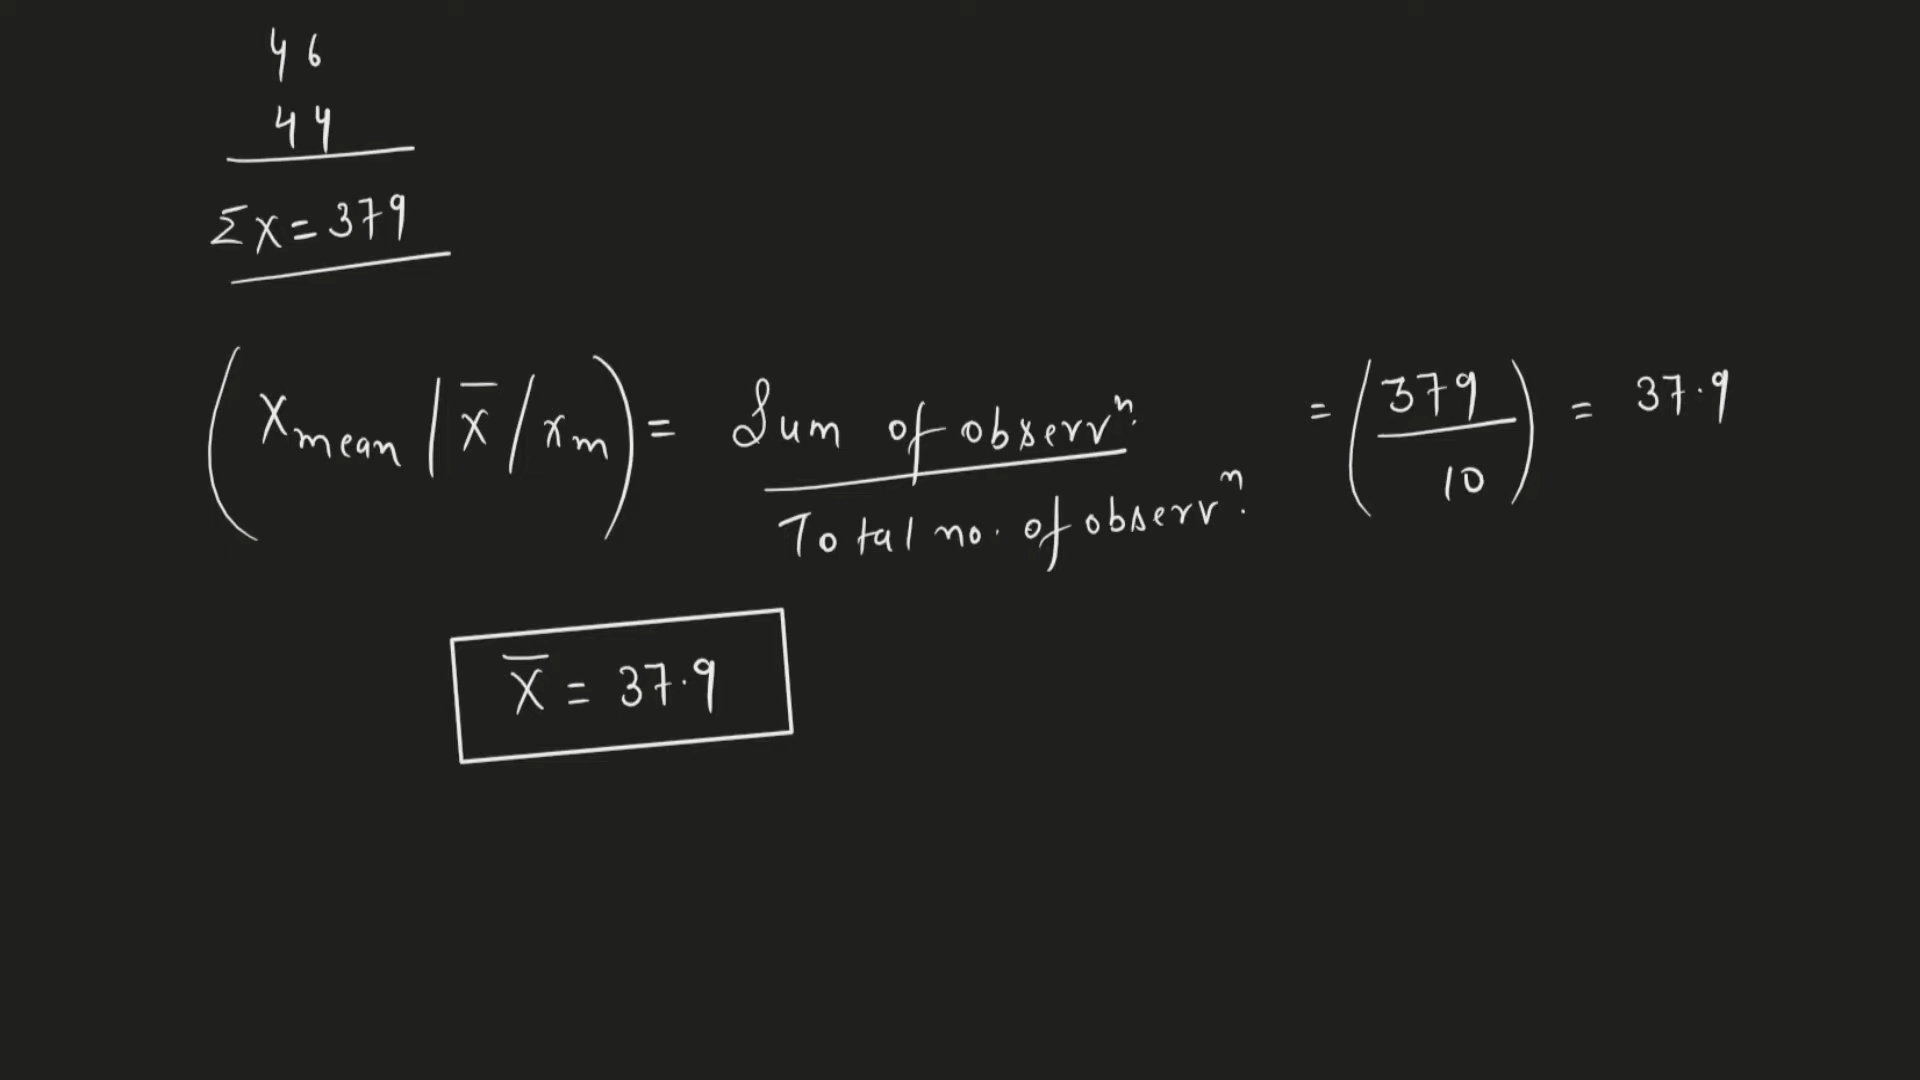 46
44
Σx=379
(Xmean | x̄ / xm) = Sum of observⁿ. / Total no. of observⁿ. = (379/10) = 37.9
X̄ = 37.9